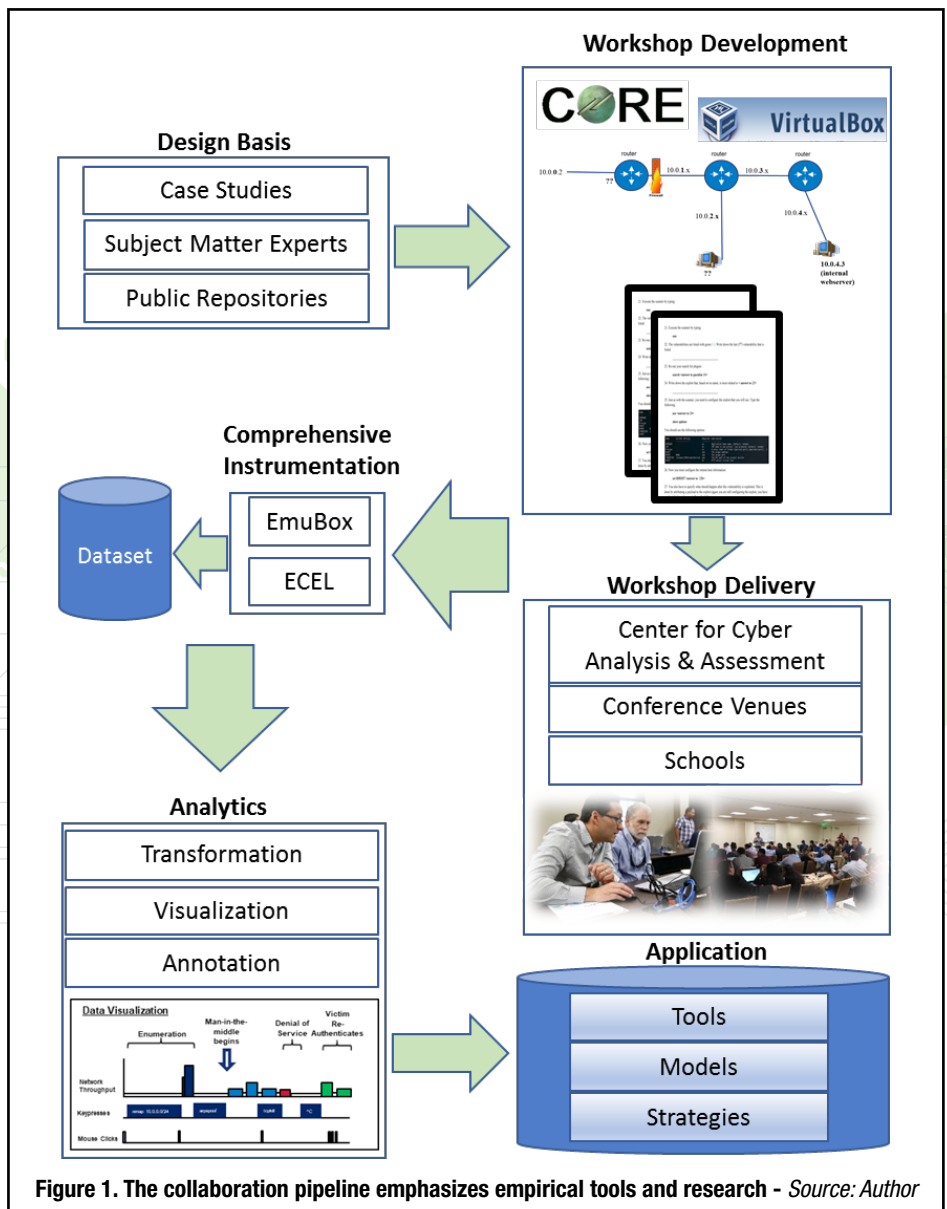 Workshop Development
CORE
VirtualBox
router
router
router
10.0.0.2
??
10.0.1.x
10.0.3.x
10.0.2.x
10.0.4.x
??
10.0.4.3
(internal
webserver)
Design Basis
Case Studies
Subject Matter Experts
Public Repositories
Comprehensive
Instrumentation
EmuBox
ECEL
Dataset
Workshop Delivery
Center for Cyber
Analysis & Assessment
Conference Venues
Schools
Analytics
Transformation
Visualization
Annotation
Data Visualization
Enumeration
Man-in-the-
middle
begins
Denial of
Service
Victim
Re-
Authenticates
Network
Throughput
Keypresses
Mouse Clicks
Application
Tools
Models
Strategies
Figure 1. The collaboration pipeline emphasizes empirical tools and research - Source: Author